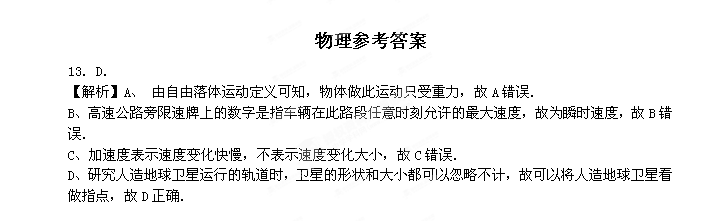 物理参考答案
13. D.
【解析】A、 由自由落体运动定义可知，物体做此运动只受重力，故 A 错误.
B、高速公路旁限速牌上的数字是指车辆在此路段任意时刻允许的最大速度，故为瞬时速度，故 B 错
误.
C、加速度表示速度变化快慢，不表示速度变化大小，故 C 错误.
D、研究人造地球卫星运行的轨道时，卫星的形状和大小都可以忽略不计，故可以将人造地球卫星看
做指点，故 D 正确.